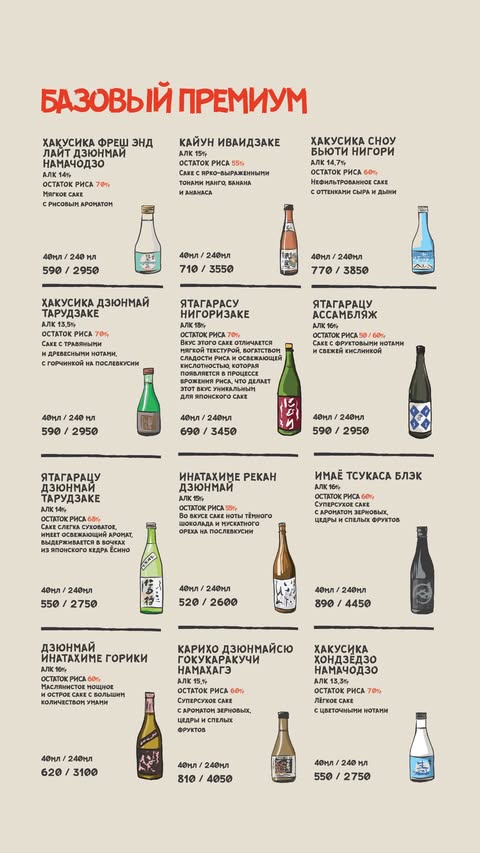 БАЗОВЫЙ ПРЕМИУМ
ХАКУСИКА ФРЕШ ЭНД
ЛАЙТ ДЗЮНМАЙ
НАМАЧОДЗО
АЛК 14%
ОСТАТОК РИСА 70%
Мягкое саке
с рисовым ароматом
40мл / 240 мл
590 / 2950
КАЙУН ИВАИДЗАКЕ
АЛК 15%
ОСТАТОК РИСА 55%
Саке с ярко-выраженными
тонами манго, банана
и ананаса
40мл / 240мл
710 / 3550
ХАКУСИКА СНОУ
БЬЮТИ НИГОРИ
АЛК 14,7%
ОСТАТОК РИСА 60%
Нефильтрованное саке
с оттенками сыра и дыни
40мл / 240мл
770 / 3850
ХАКУСИКА ДЗЮНМАЙ
ТАРУДЗАКЕ
АЛК 13,5%
ОСТАТОК РИСА 70%
Саке с травяными
и древесными нотами,
с горчинкой на послевкусии
40мл / 240 мл
590 / 2950
ЯТАГАРАСУ
НИГОРИЗАКЕ
АЛК 18%
ОСТАТОК РИСА 70%
Вкус этого саке отличается
мягкой текстурой, богатством
сладости риса и освежающей
кислотностью, которая
появляется в процессе
брожения риса, что делает
этот вкус уникальным
для японского саке
40мл / 240мл
690 / 3450
ЯТАГАРАЦУ
АССАМБЛЯЖ
АЛК 16%
ОСТАТОК РИСА 50 / 60%
Саке с фруктовыми нотами
и свежей кислинкой
40мл / 240мл
590 / 2950
ЯТАГАРАЦУ
ДЗЮНМАЙ
ТАРУДЗАКЕ
АЛК 14%
ОСТАТОК РИСА 68%
Саке слегка суховатое,
имеет освежающий аромат,
выдерживается в бочках
из японского кедра Ёсино
40мл / 240мл
550 / 2750
ИНАТАХИМЕ РЕКАН
ДЗЮНМАЙ
АЛК 15%
ОСТАТОК РИСА 55%
Во вкусе саке ноты тёмного
шоколада и мускатного
ореха на послевкусии
40мл / 240мл
520 / 2600
ИМАЁ ТСУКАСА БЛЭК
АЛК 16%
ОСТАТОК РИСА 60%
Суперсухое саке
с ароматом зерновых,
цедры и спелых фруктов
40мл / 240мл
890 / 4450
ДЗЮНМАЙ
ИНАТАХИМЕ ГОРИКИ
АЛК 16%
ОСТАТОК РИСА 60%
Маслянистое мощное
и острое саке с большим
количеством умами
40мл / 240мл
620 / 3100
КАРИХО ДЗЮНМАЙСЮ
ГОКУКАРАКУЧИ
НАМАХАГЭ
АЛК 15,%
ОСТАТОК РИСА 60%
Суперсухое саке
с ароматом зерновых,
цедры и спелых
фруктов
40мл / 240мл
810 / 4050
ХАКУСИКА
ХОНДЗЁДЗО
НАМАЧОДЗО
АЛК 13,3%
ОСТАТОК РИСА 70%
Лёгкое саке
с цветочными нотами
40мл / 240 мл
550 / 2750